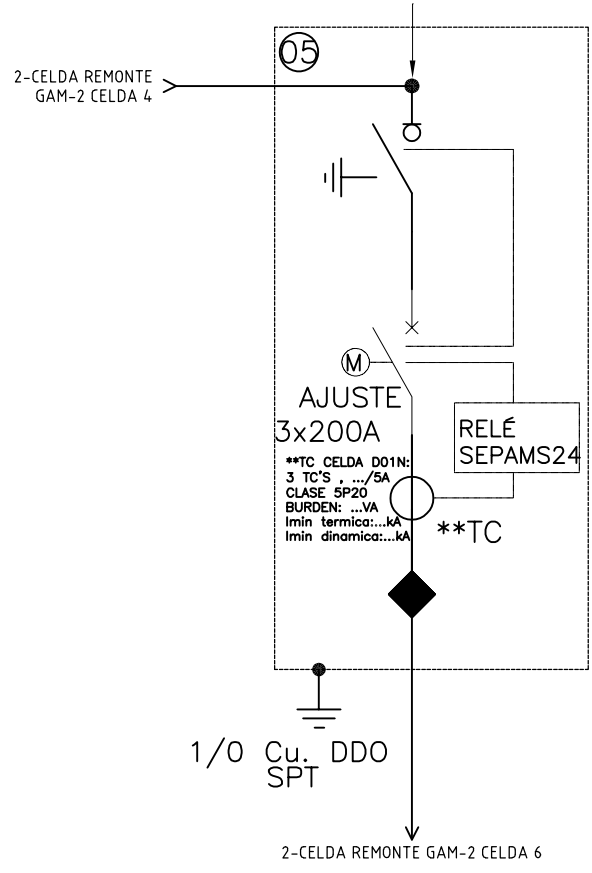 05
2-CELDA REMONTE
GAM-2 CELDA 4
M
AJUSTE
3x200A
RELÉ
SEPAMS24
**TC CELDA D01N:
3 TC'S , .../5A
CLASE 5P20
BURDEN: ...VA
Imin termica:...kA
Imin dinamica:...kA
**TC
1/0 Cu. DDO
SPT
2-CELDA REMONTE GAM-2 CELDA 6